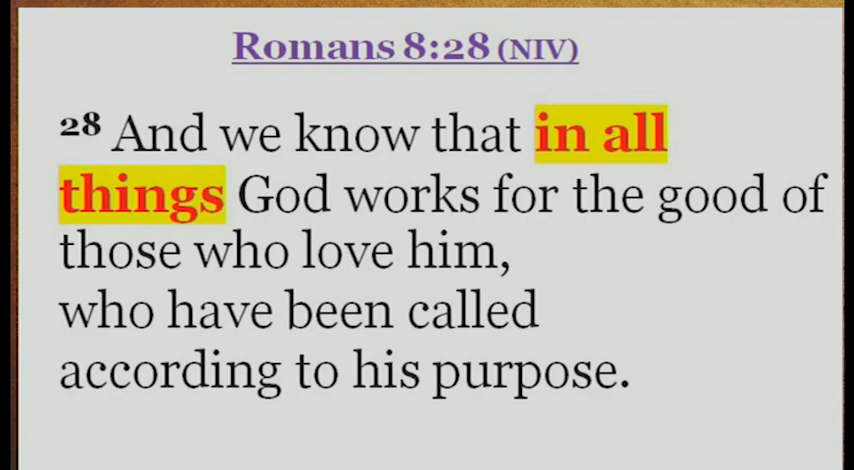 Romans 8:28 (NIV)
28 And we know that in all
things God works for the good of
those who love him,
who have been called
according to his purpose.